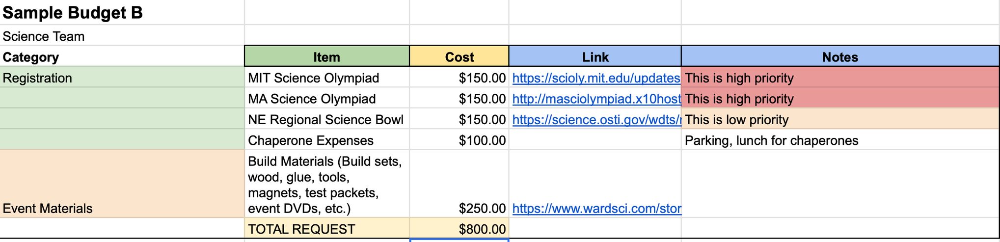 Sample Budget B
Science Team
Category Item Cost Link Notes
Registration MIT Science Olympiad $150.00 https://scioly.mit.edu/updates This is high priority
MA Science Olympiad $150.00 http://masciolympiad.x10host This is high priority
NE Regional Science Bowl $150.00 https://science.osti.gov/wdts/ This is low priority
Chaperone Expenses $100.00 Parking, lunch for chaperones
Build Materials (Build sets,
wood, glue, tools,
magnets, test packets,
Event Materials event DVDs, etc.) $250.00 https://www.wardsci.com/stor
TOTAL REQUEST $800.00